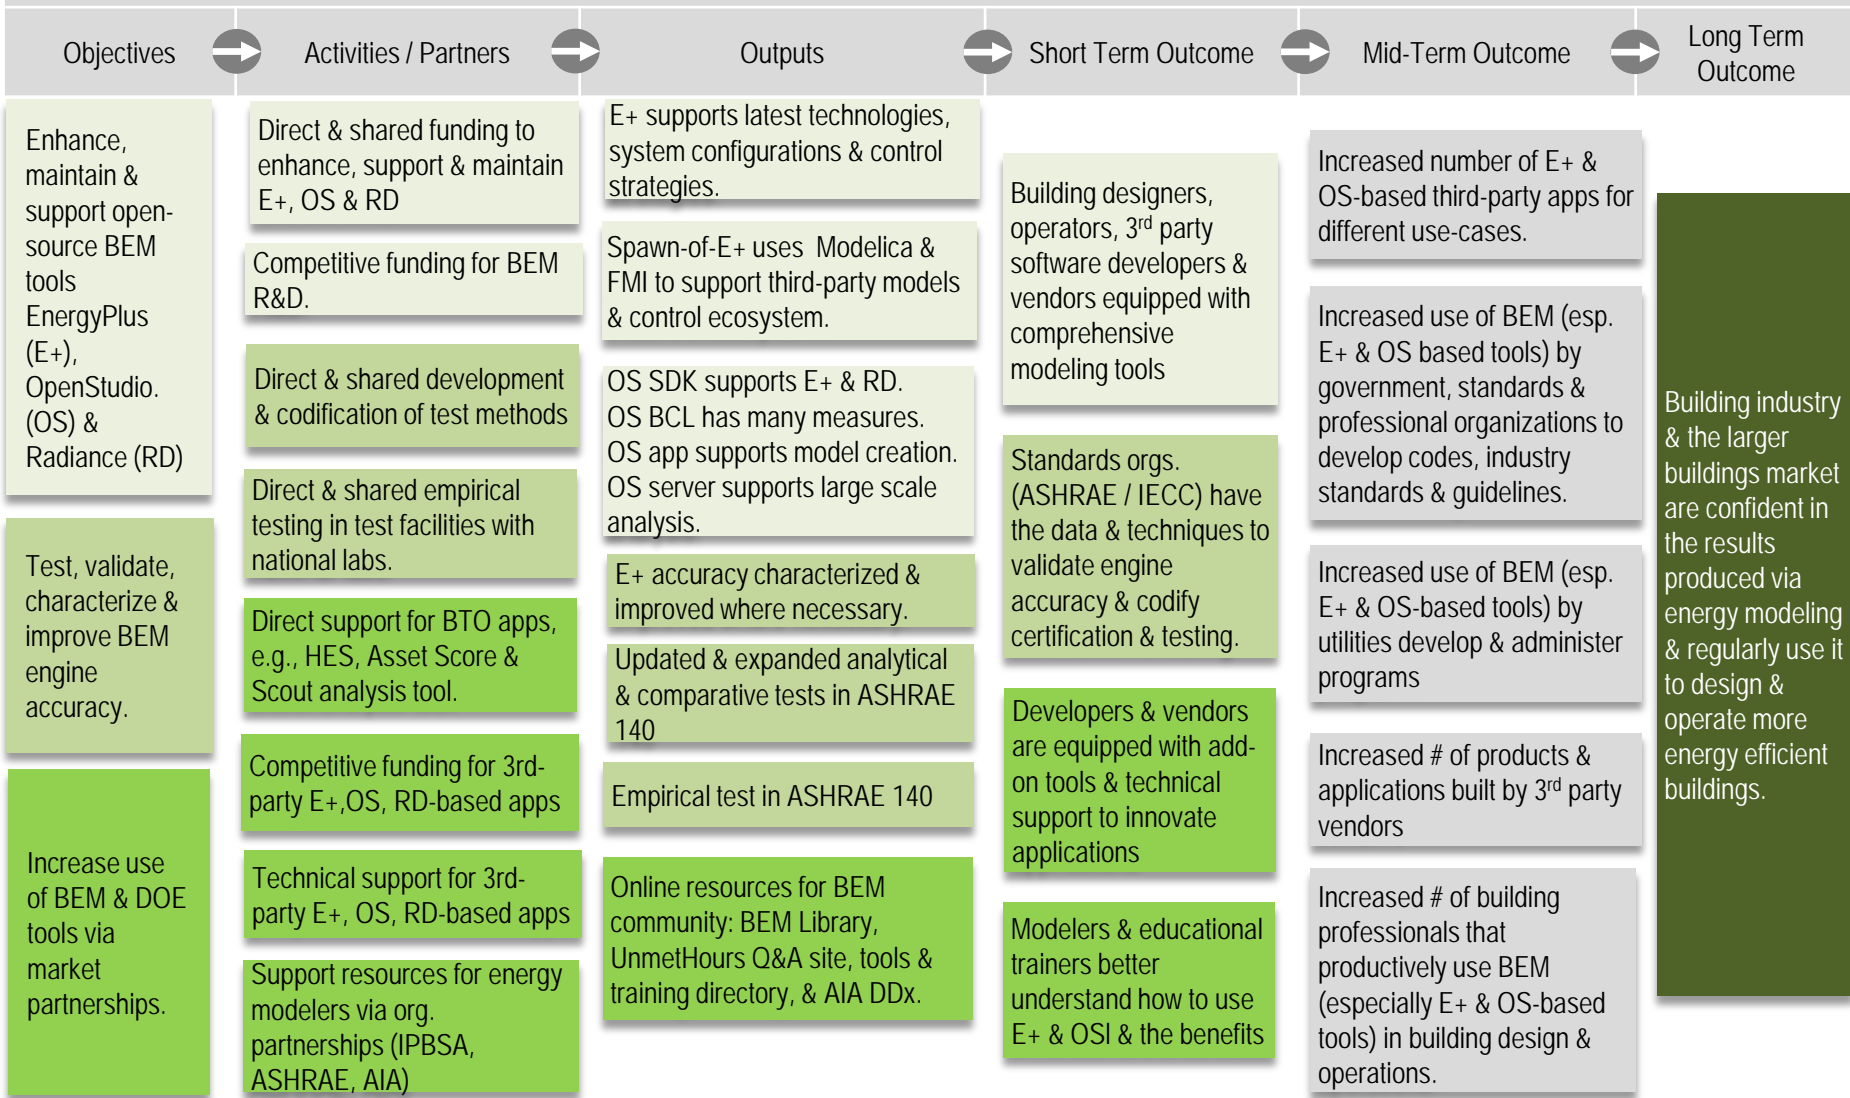 Objectives
Activities / Partners
Outputs
Short Term Outcome
Mid-Term Outcome
Long Term
Outcome
Enhance,
maintain &
support open-
source BEM
tools
EnergyPlus
(E+),
OpenStudio.
(OS) &
Radiance (RD)
Test, validate,
characterize &
improve BEM
engine
accuracy.
Increase use
of BEM & DOE
tools via
market
partnerships.
Direct & shared funding to
enhance, support & maintain
E+, OS & RD
Competitive funding for BEM
R&D.
Direct & shared development
& codification of test methods
Direct & shared empirical
testing in test facilities with
national labs.
Direct support for BTO apps,
e.g., HES, Asset Score &
Scout analysis tool.
Competitive funding for 3rd-
party E+,OS, RD-based apps
Technical support for 3rd-
party E+, OS, RD-based apps
Support resources for energy
modelers via org.
partnerships (IPBSA,
ASHRAE, AIA)
E+ supports latest technologies,
system configurations & control
strategies.
Spawn-of-E+ uses Modelica &
FMI to support third-party models
& control ecosystem.
OS SDK supports E+ & RD.
OS BCL has many measures.
OS app supports model creation.
OS server supports large scale
analysis.
E+ accuracy characterized &
improved where necessary.
Updated & expanded analytical
& comparative tests in ASHRAE
140
Empirical test in ASHRAE 140
Online resources for BEM
community: BEM Library,
UnmetHours Q&A site, tools &
training directory, & AIA DDx.
Building designers,
operators, 3rd party
software developers &
vendors equipped with
comprehensive
modeling tools
Standards orgs.
(ASHRAE / IECC) have
the data & techniques to
validate engine
accuracy & codify
certification & testing.
Developers & vendors
are equipped with add-
on tools & technical
support to innovate
applications
Modelers & educational
trainers better
understand how to use
E+ & OSI & the benefits
Increased number of E+ &
OS-based third-party apps for
different use-cases.
Increased use of BEM (esp.
E+ & OS based tools) by
government, standards &
professional organizations to
develop codes, industry
standards & guidelines.
Increased use of BEM (esp.
E+ & OS-based tools) by
utilities develop & administer
programs
Increased # of products &
applications built by 3rd party
vendors
Increased # of building
professionals that
productively use BEM
(especially E+ & OS-based
tools) in building design &
operations.
Building industry
& the larger
buildings market
are confident in
the results
produced via
energy modeling
& regularly use it
to design &
operate more
energy efficient
buildings.